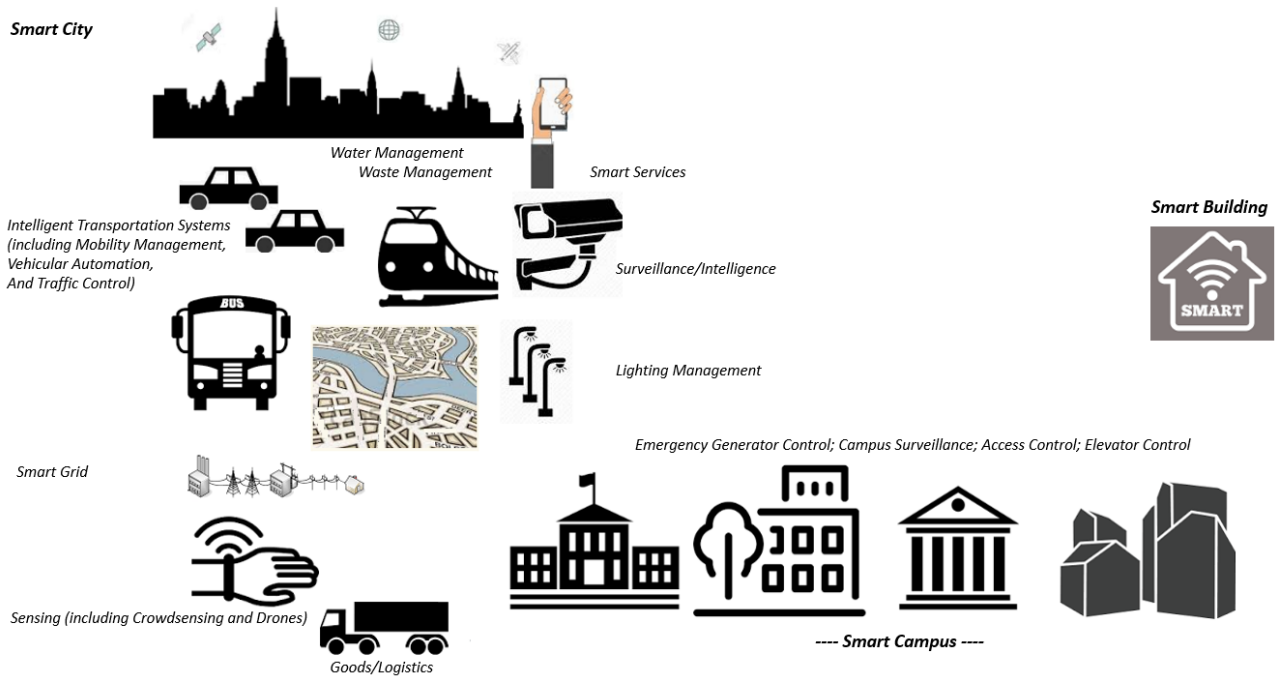 Smart City
Water Management
Waste Management
Smart Services
Intelligent Transportation Systems
(including Mobility Management,
Vehicular Automation,
And Traffic Control)
Smart Building
SMART
Surveillance/Intelligence
BUS
Lighting Management
Emergency Generator Control; Campus Surveillance; Access Control; Elevator Control
Smart Grid
Sensing (including Crowdsensing and Drones)
---- Smart Campus ----
Goods/Logistics